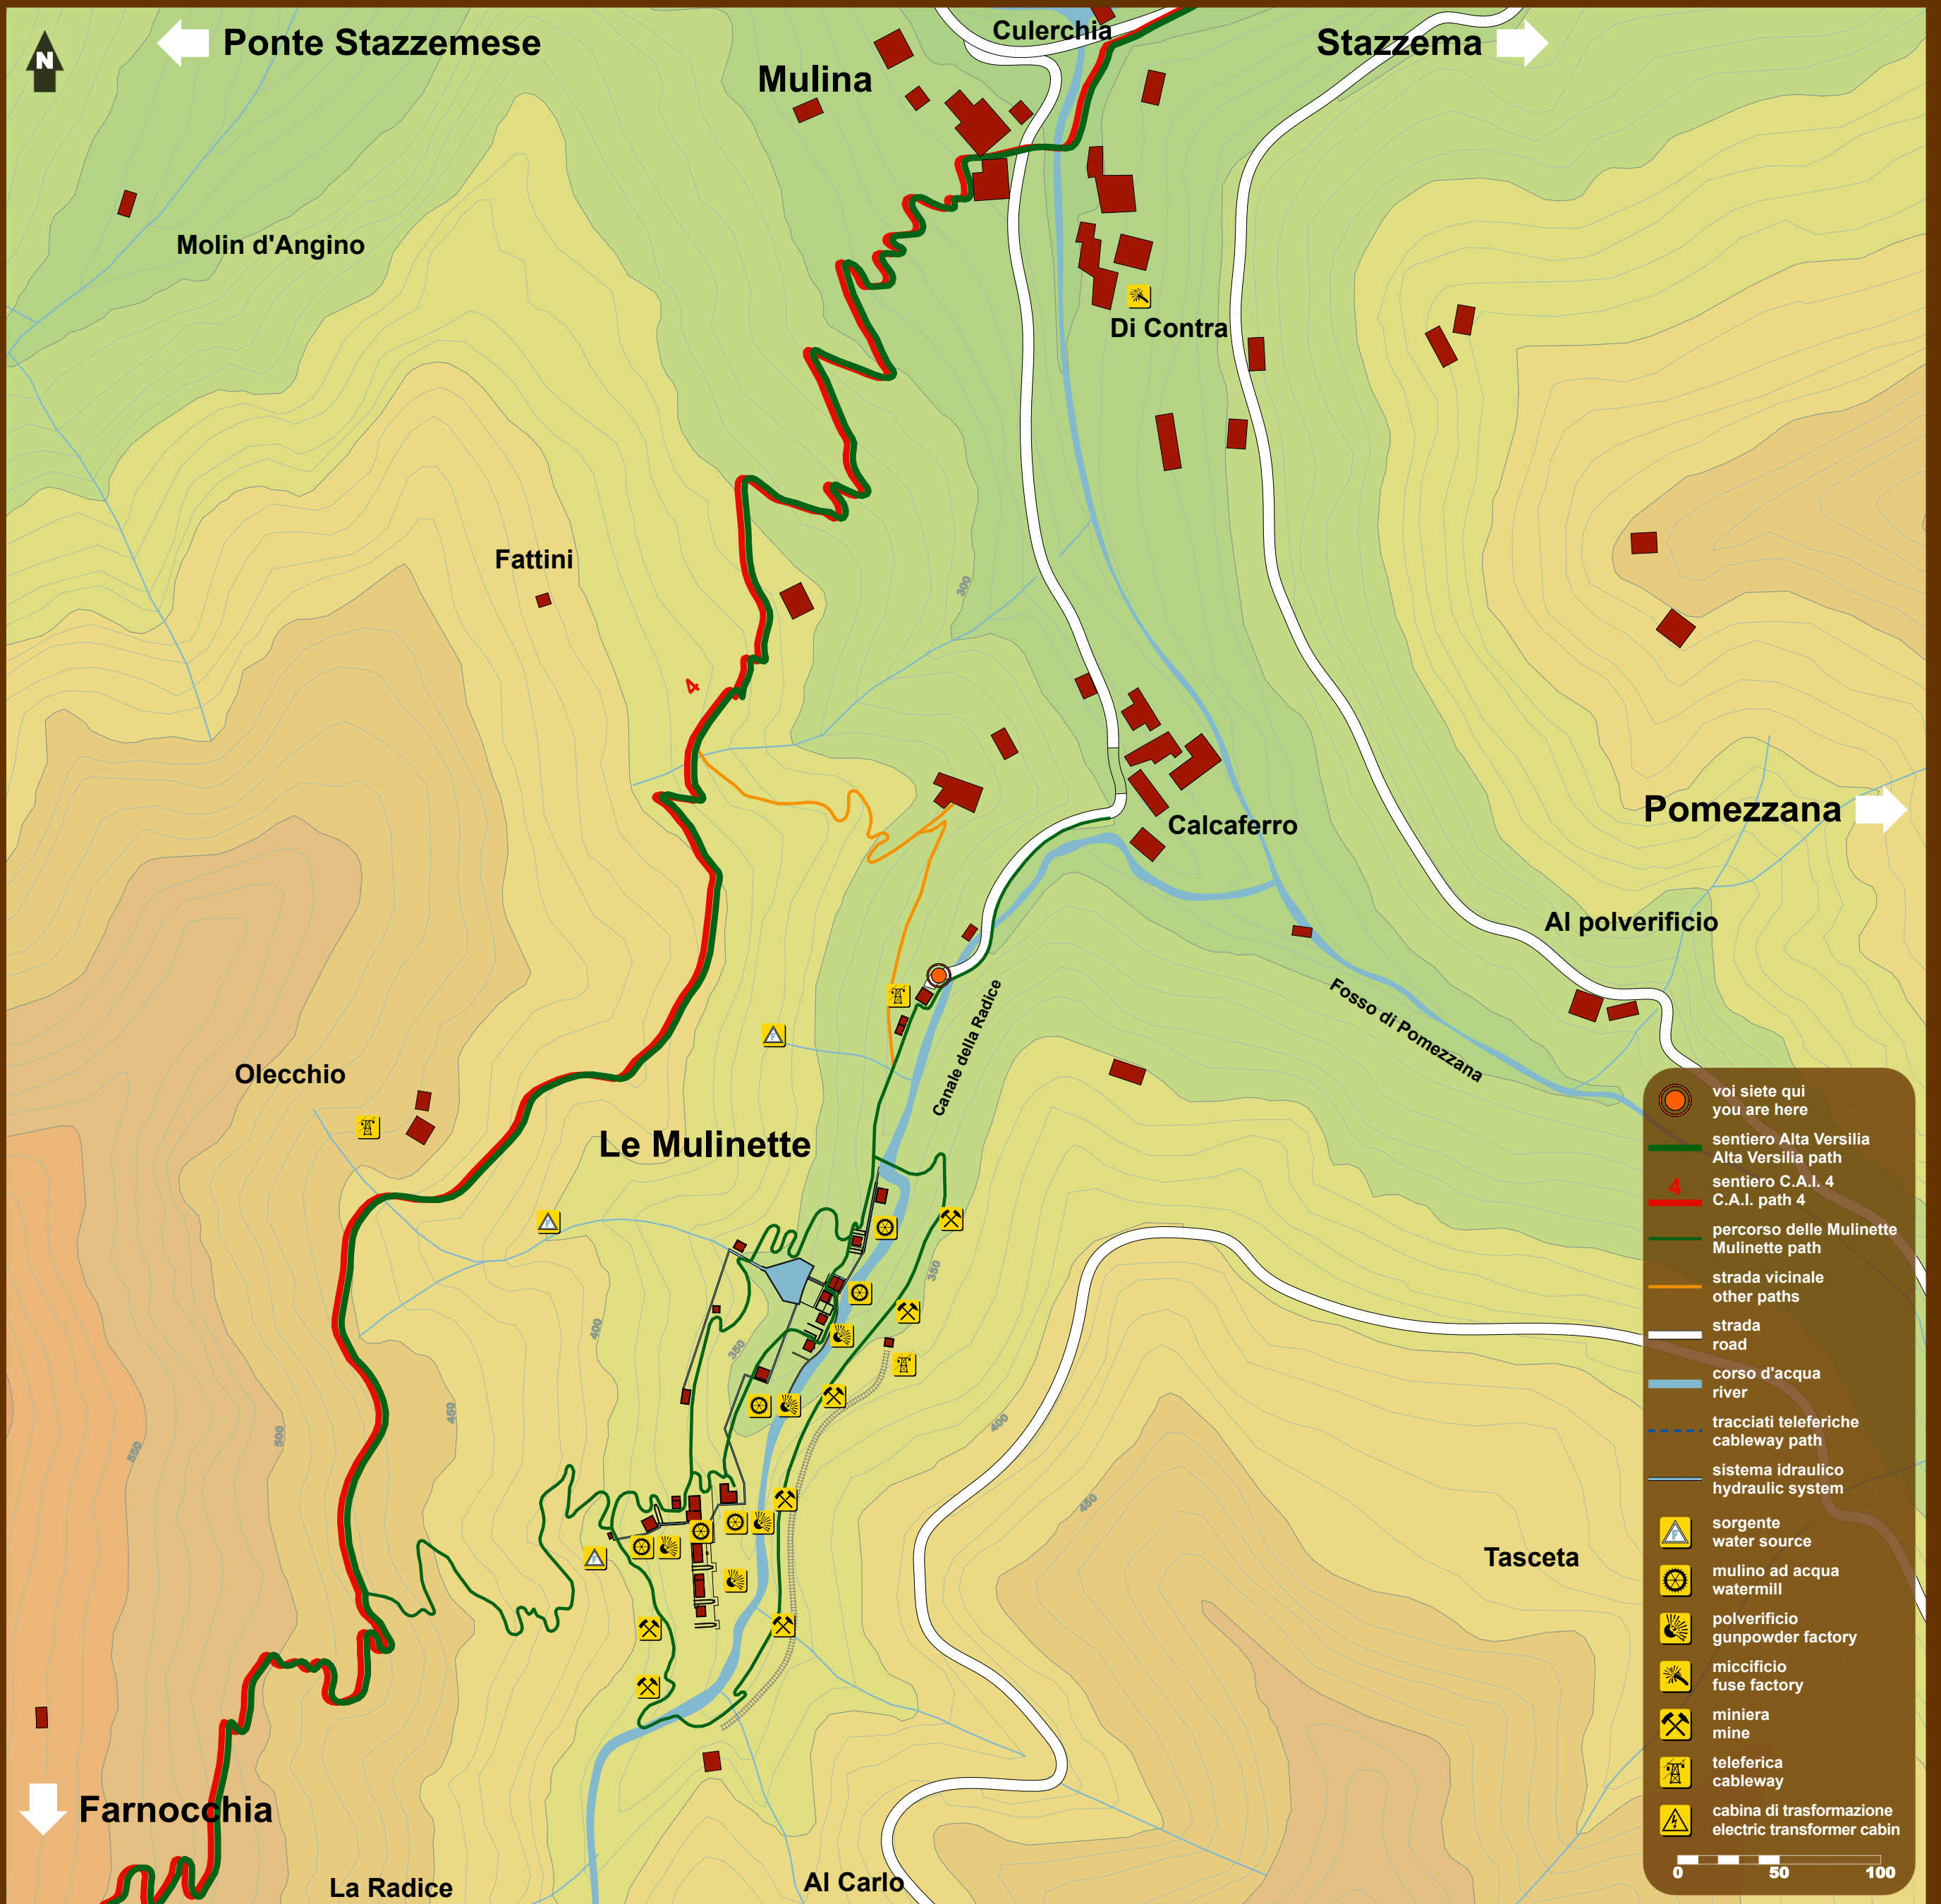 N
Ponte Stazzemese
Culerchia
Stazzema
Mulina
Molin d'Angino
Di Contra
Fattini
300
4
Pomezzana
Calcaferro
Al polverificio
Canale della Radice
Fosso di Pomezzana
Olecchio
Le Mulinette
350
400
350
400
450
500
550
450
Tasceta
Farnocchia
La Radice
Al Carlo
voi siete qui
you are here
sentiero Alta Versilia
Alta Versilia path
4
sentiero C.A.I. 4
C.A.I. path 4
percorso delle Mulinette
Mulinette path
strada vicinale
other paths
strada
road
corso d'acqua
river
tracciati teleferiche
cableway path
sistema idraulico
hydraulic system
sorgente
water source
mulino ad acqua
watermill
polverificio
gunpowder factory
miccificio
fuse factory
miniera
mine
teleferica
cableway
cabina di trasformazione
electric transformer cabin
0 50 100